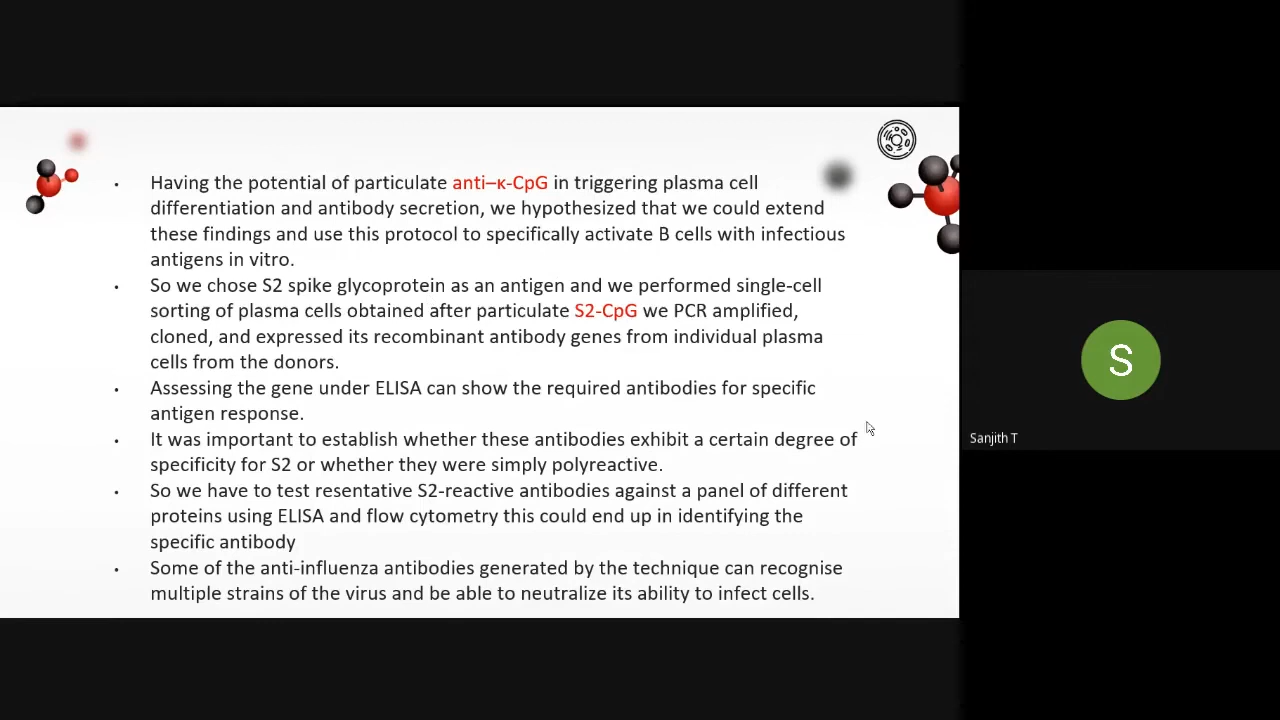 • Having the potential of particulate anti–κ-CpG in triggering plasma cell
differentiation and antibody secretion, we hypothesized that we could extend
these findings and use this protocol to specifically activate B cells with infectious
antigens in vitro.
• So we chose S2 spike glycoprotein as an antigen and we performed single-cell
sorting of plasma cells obtained after particulate S2-CpG we PCR amplified,
cloned, and expressed its recombinant antibody genes from individual plasma
cells from the donors.
• Assessing the gene under ELISA can show the required antibodies for specific
antigen response.
• It was important to establish whether these antibodies exhibit a certain degree of
specificity for S2 or whether they were simply polyreactive.
• So we have to test resentative S2-reactive antibodies against a panel of different
proteins using ELISA and flow cytometry this could end up in identifying the
specific antibody
• Some of the anti-influenza antibodies generated by the technique can recognise
multiple strains of the virus and be able to neutralize its ability to infect cells.
S
Sanjith T